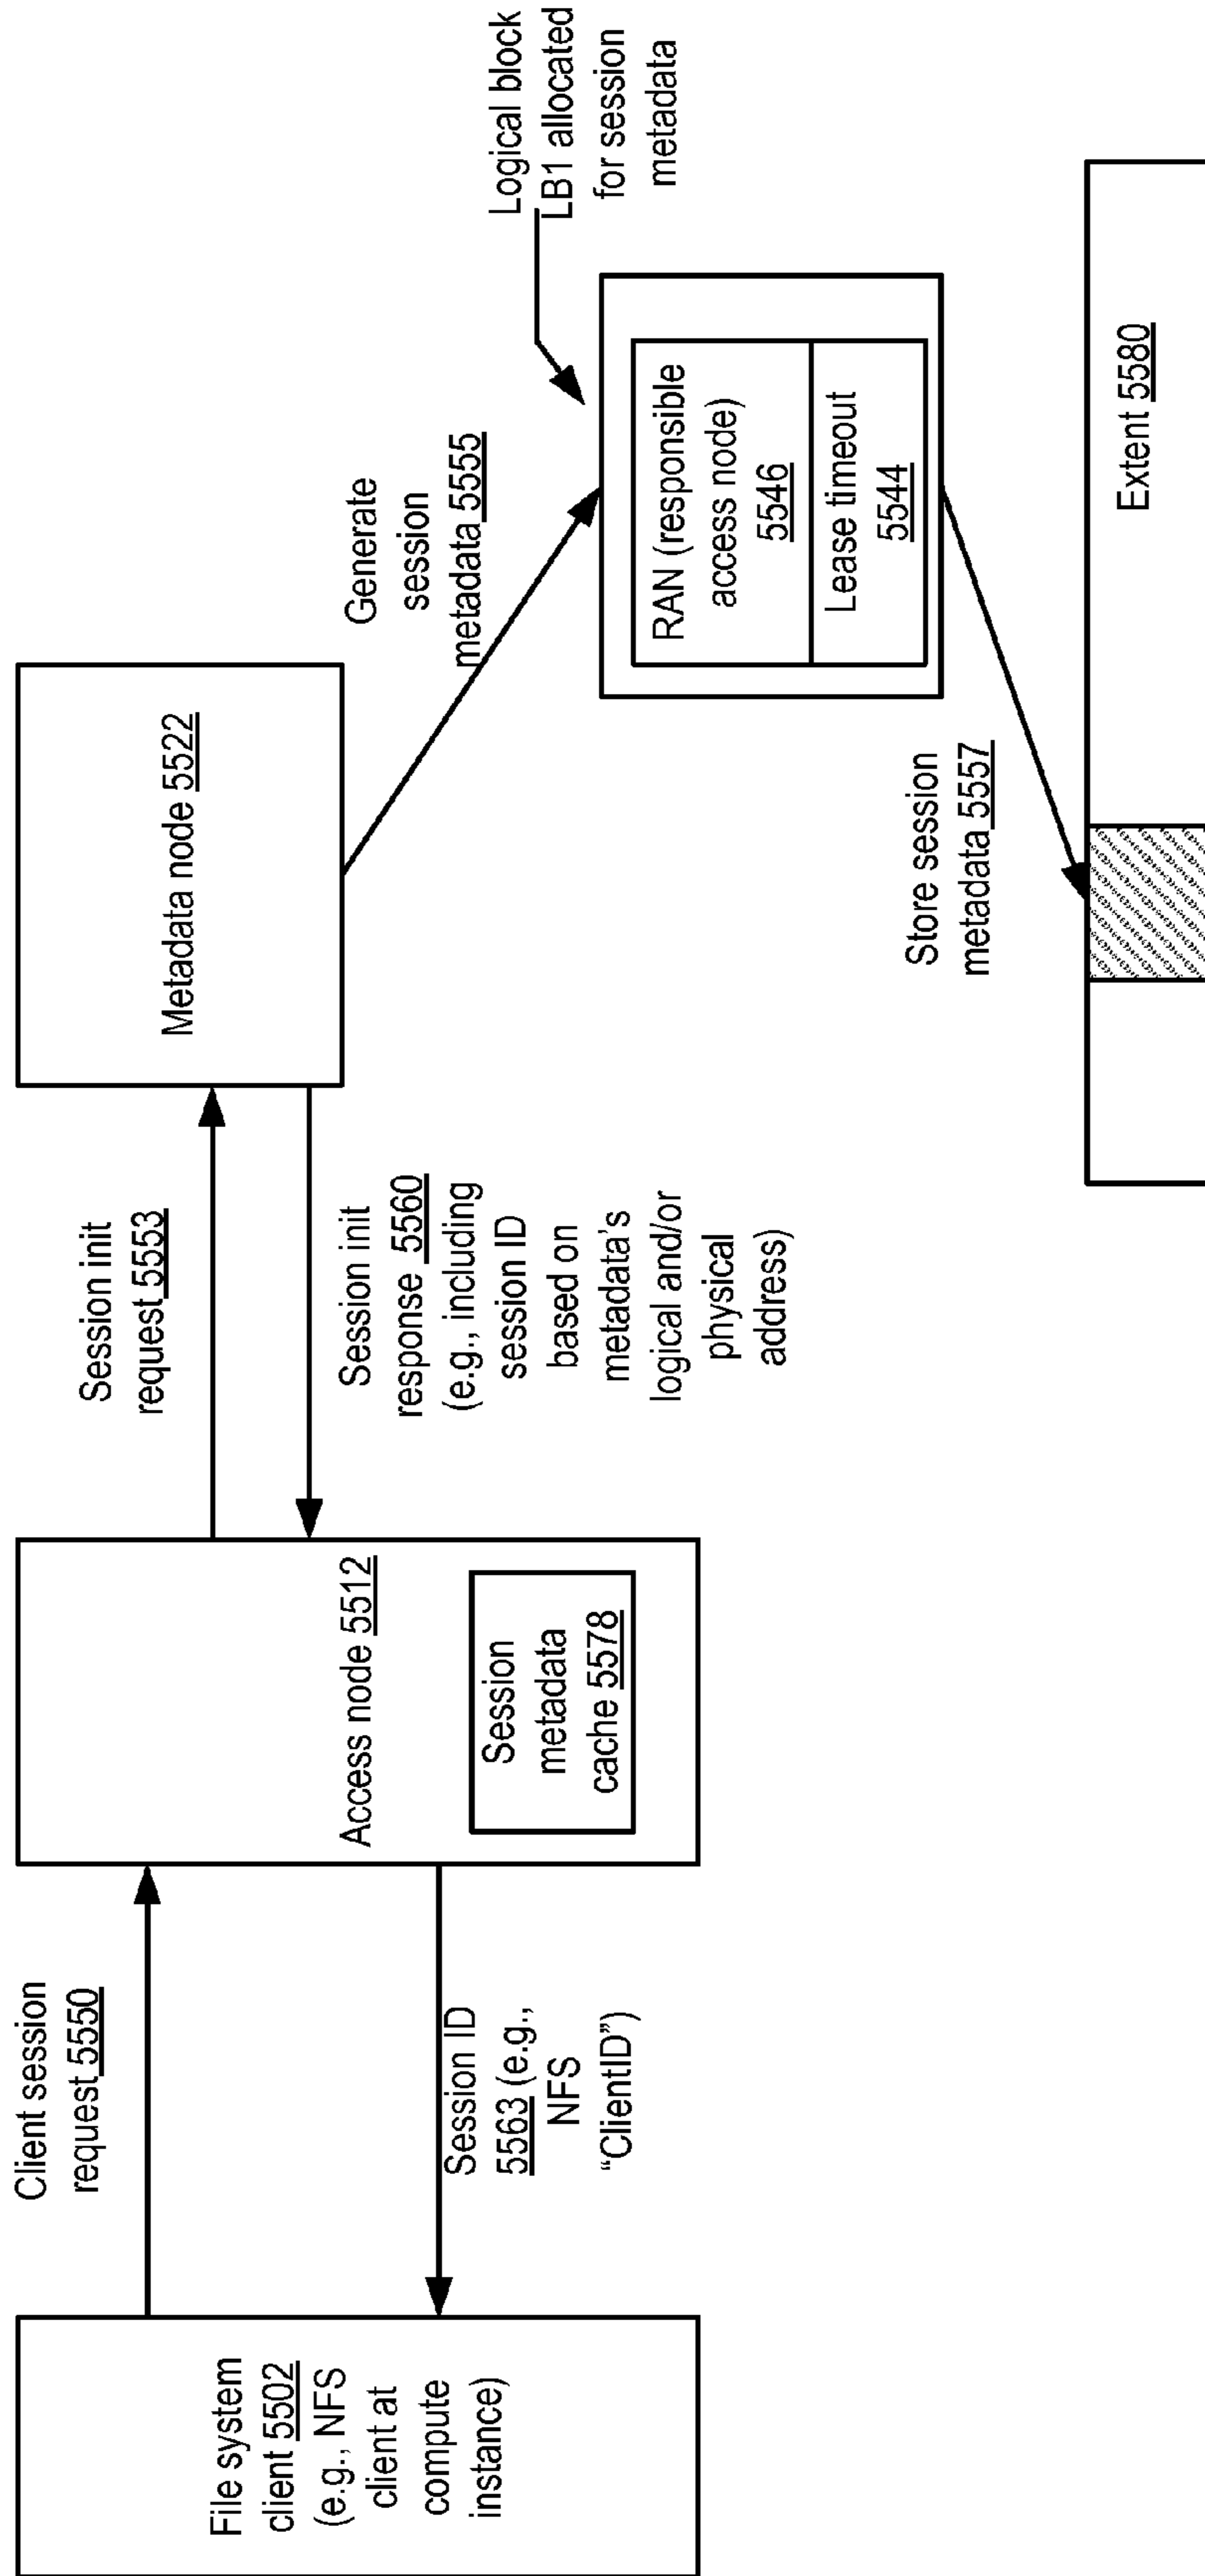 Client session
request 5550
Session init
request 5553
File system
client 5502
(e.g., NFS
client at
compute
instance)
Access node 5512
Session
metadata
cache 5578
Metadata node 5522
Session ID
5563 (e.g.,
NFS
“ClientID”)
Session init
response 5560
(e.g., including
session ID
based on
metadata’s
logical and/or
physical
address)
Generate
session
metadata 5555
Logical block
LB1 allocated
for session
metadata
RAN (responsible
access node)
5546
Lease timeout
5544
Store session
metadata 5557
Extent 5580